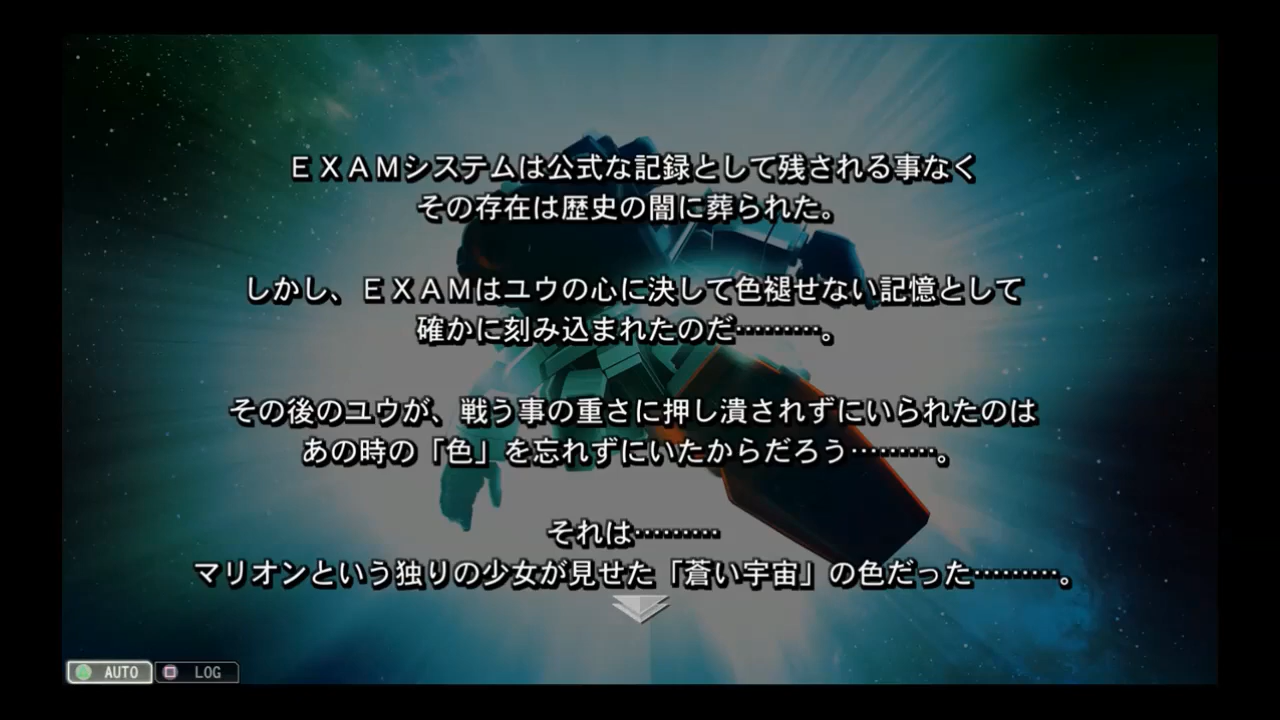 ＥＸＡＭシステムは公式な記録として残される事なく
その存在は歴史の闇に葬られた。
しかし、ＥＸＡＭはユウの心に決して色褪せない記憶として
確かに刻み込まれたのだ………。
その後のユウが、戦う事の重さに押し潰されずにいられたのは
あの時の「色」を忘れずにいたからだろう………。
それは………
マリオンという独りの少女が見せた「蒼い宇宙」の色だった………。
AUTO LOG